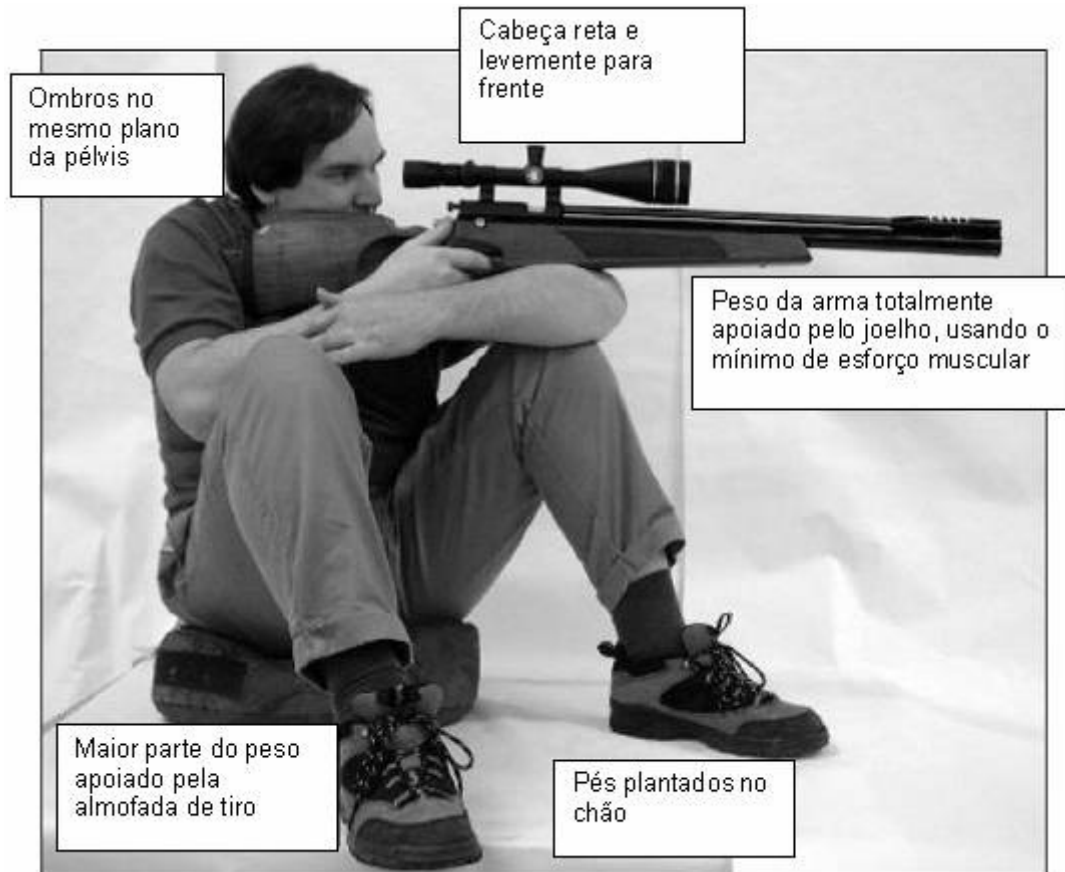 Cabeça reta e
levemente para
frente
Ombros no
mesmo plano
da pélvis
Peso da arma totalmente
apoiado pelo joelho, usando o
mínimo de esforço muscular
Maior parte do peso
apoiado pela
almofada de tiro
Pés plantados no
chão